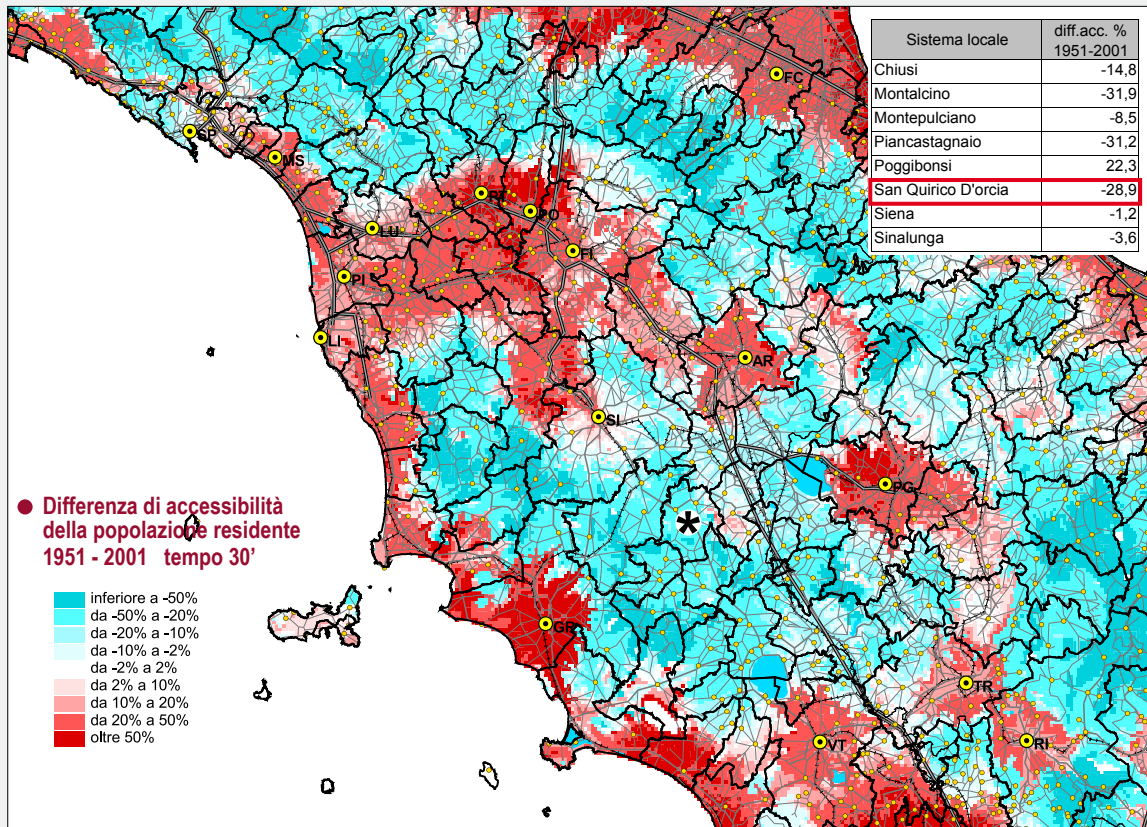 Sistema locale diff.acc. % 1951-2001
Chiusi -14,8
Montalcino -31,9
Montepulciano -8,5
Piancastagnaio -31,2
Poggibonsi 22,3
San Quirico D'orcia -28,9
Siena -1,2
Sinalunga -3,6
FC
SP
MS
PT
PO
LU
FI
PI
LI
AR
SI
PG
*
Differenza di accessibilità
della popolazione residente
1951 - 2001 tempo 30'
inferiore a -50%
da -50% a -20%
da -20% a -10%
da -10% a -2%
da -2% a 2%
da 2% a 10%
da 10% a 20%
da 20% a 50%
oltre 50%
GR
TR
VT
RI